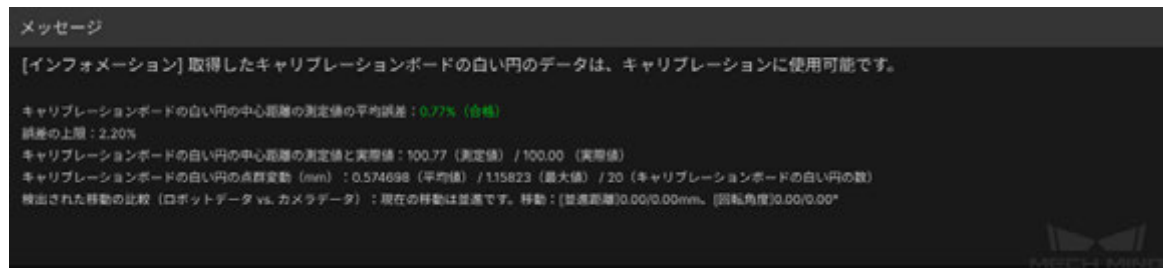 メッセージ
[インフォメーション] 取得したキャリブレーションボードの白い円のデータは、キャリブレーションに使用可能です。
キャリブレーションボードの白い円の中心距離の測定値の平均誤差：0.77%（合格）
誤差の上限：2.20%
キャリブレーションボードの白い円の中心距離の測定値と実際値：100.77（測定値） / 100.00 （実際値）
キャリブレーションボードの白い円の点群変動（mm）：0.574698（平均値） / 1.15823（最大値） / 20（キャリブレーションボードの白い円の数）
検出された移動の比較（ロボットデータ vs. カメラデータ）：現在の移動は並進です。移動：[並進距離]0.00/0.00mm、[回転角度]0.00/0.00°
MECH MIND